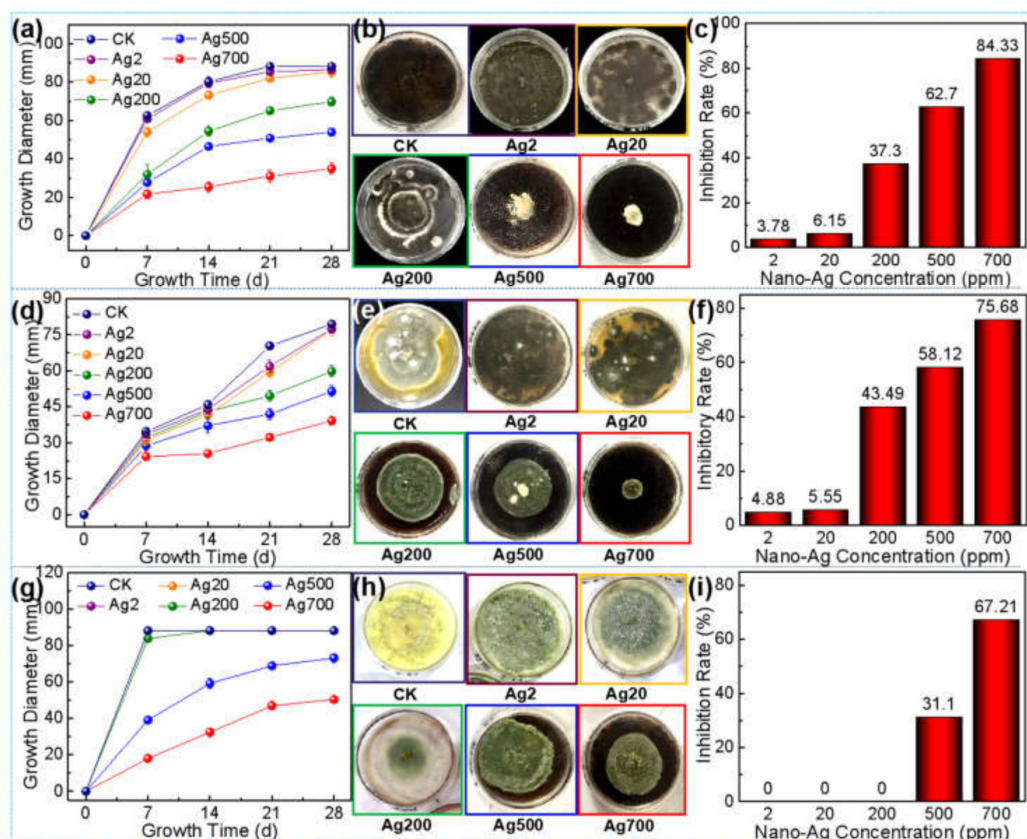 (a)
Growth Diameter (mm)
100
80
60
40
20
0
CK
Ag2
Ag20
Ag200
Ag500
Ag700
0 7 14 21 28
Growth Time (d)
(b)
CK Ag2 Ag20
Ag200 Ag500 Ag700
(c)
Inhibition Rate (%)
100
80
60
40
20
0
3.78 6.15 37.3 62.7 84.33
2 20 200 500 700
Nano-Ag Concentration (ppm)
(d)
Growth Diameter (mm)
90
75
60
45
30
15
0
CK
Ag2
Ag20
Ag200
Ag500
Ag700
0 7 14 21 28
Growth Time (d)
(e)
CK Ag2 Ag20
Ag200 Ag500 Ag700
(f)
Inhibitory Rate (%)
80
60
40
20
0
4.88 5.55 43.49 58.12 75.68
2 20 200 500 700
Nano-Ag Concentration (ppm)
(g)
Growth Diameter (mm)
120
100
80
60
40
20
0
CK Ag20 Ag500
Ag2 Ag200 Ag700
0 7 14 21 28
Growth Time (d)
(h)
CK Ag2 Ag20
Ag200 Ag500 Ag700
(i)
Inhibition Rate (%)
80
60
40
20
0
0 0 0 31.1 67.21
2 20 200 500 700
Nano-Ag Concentration (ppm)